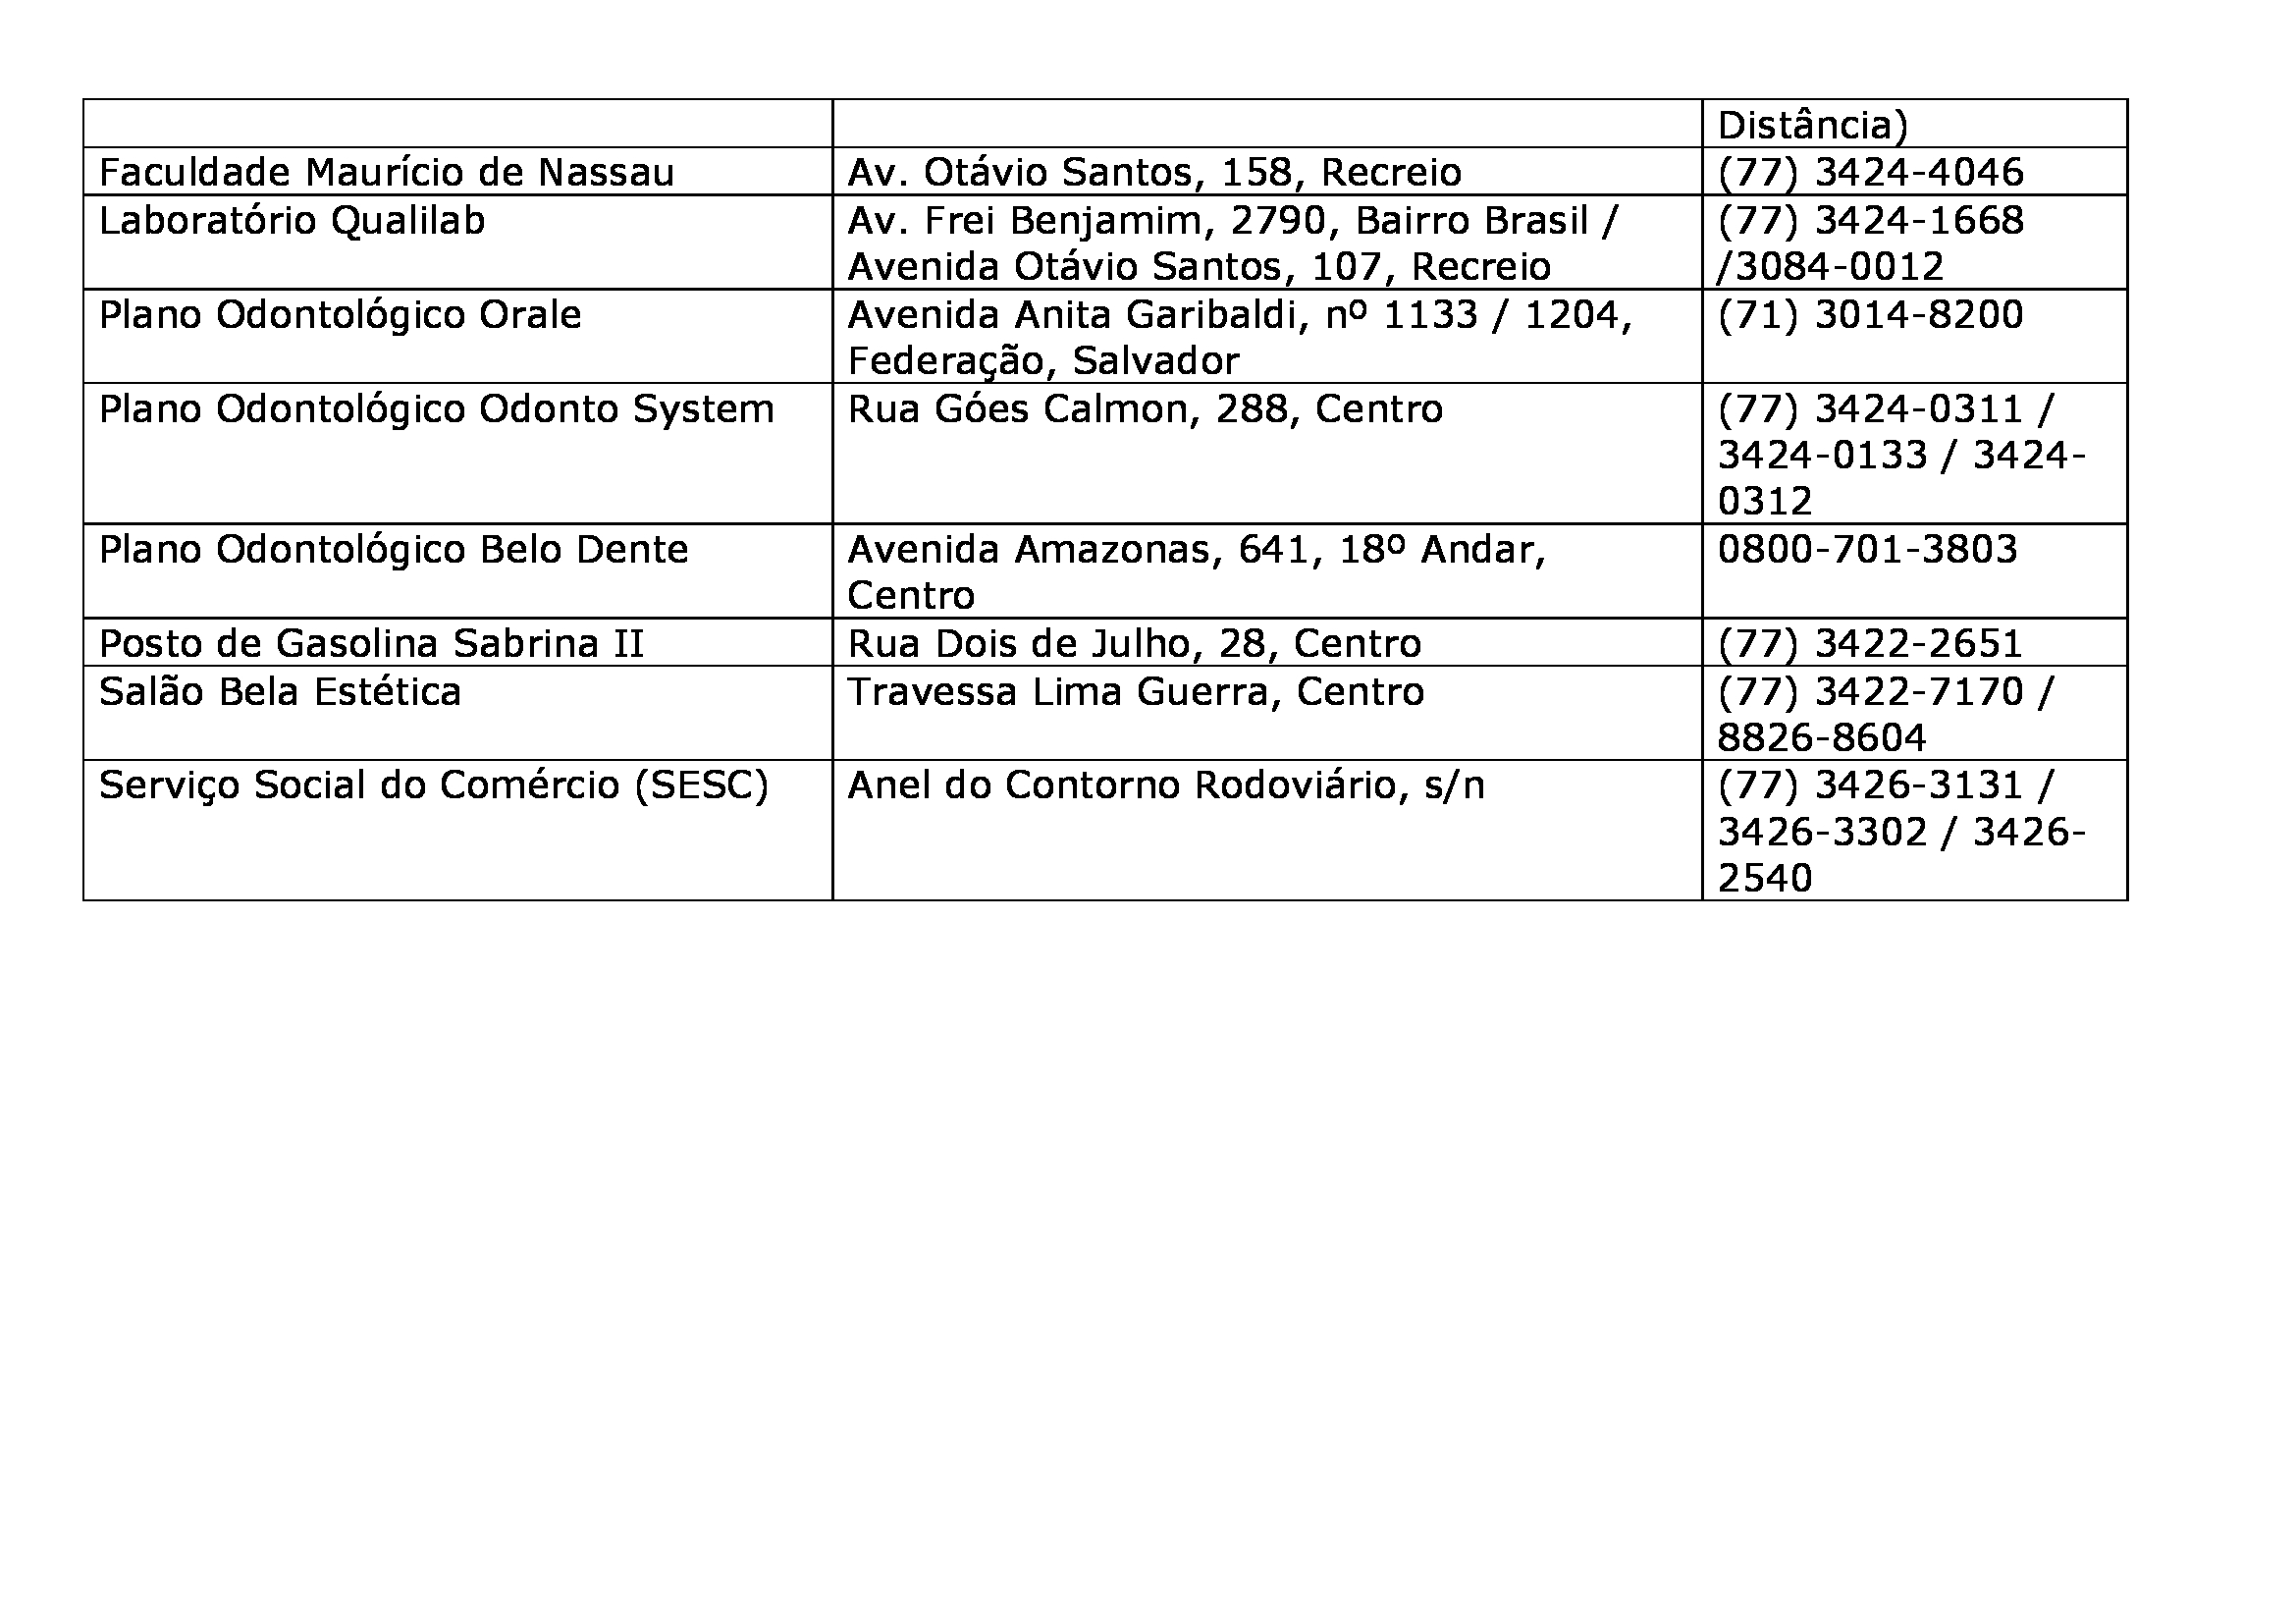 Distância)
Faculdade Maurício de Nassau Av. Otávio Santos, 158, Recreio (77) 3424-4046
Laboratório Qualilab Av. Frei Benjamim, 2790, Bairro Brasil / (77) 3424-1668
Avenida Otávio Santos, 107, Recreio /3084-0012
Plano Odontológico Orale Avenida Anita Garibaldi, nº 1133 / 1204, (71) 3014-8200
Federação, Salvador
Plano Odontológico Odonto System Rua Góes Calmon, 288, Centro (77) 3424-0311 /
3424-0133 / 3424-
0312
Plano Odontológico Belo Dente Avenida Amazonas, 641, 18º Andar, 0800-701-3803
Centro
Posto de Gasolina Sabrina II Rua Dois de Julho, 28, Centro (77) 3422-2651
Salão Bela Estética Travessa Lima Guerra, Centro (77) 3422-7170 /
8826-8604
Serviço Social do Comércio (SESC) Anel do Contorno Rodoviário, s/n (77) 3426-3131 /
3426-3302 / 3426-
2540